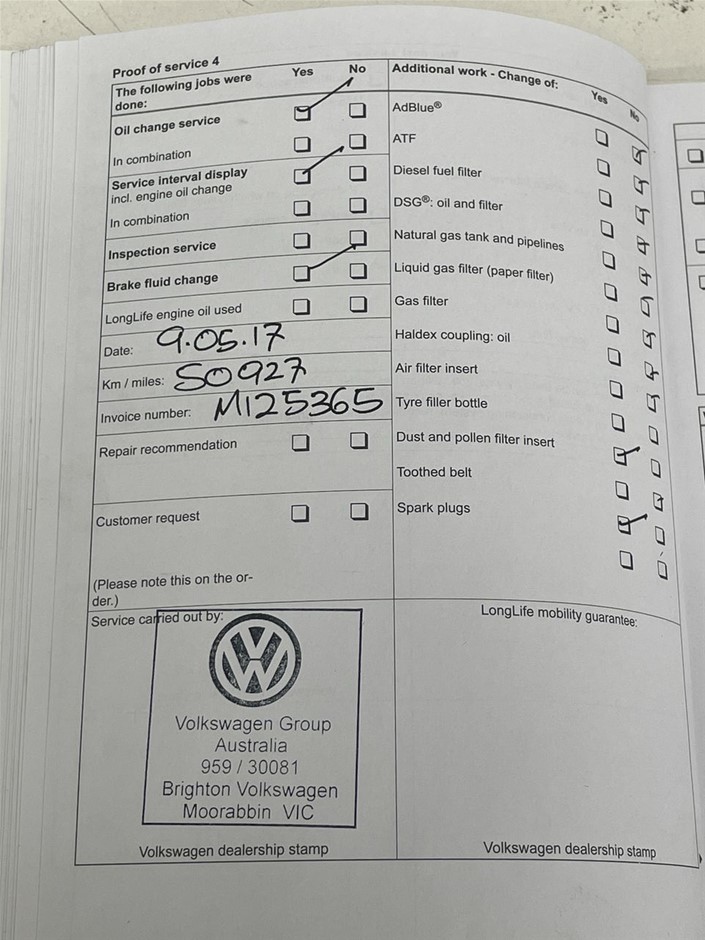 Proof of service 4
The following jobs were done:
Yes
No
Oil change service
In combination
Service interval display
incl. engine oil change
In combination
Inspection service
Brake fluid change
LongLife engine oil used
Date: 9.05.17
Km / miles: 50927
Invoice number: M125365
Repair recommendation
Customer request
(Please note this on the or-
der.)
Additional work - Change of:
Yes
No
AdBlue®
ATF
Diesel fuel filter
DSG®: oil and filter
Natural gas tank and pipelines
Liquid gas filter (paper filter)
Gas filter
Haldex coupling: oil
Air filter insert
Tyre filler bottle
Dust and pollen filter insert
Toothed belt
Spark plugs
Service carried out by:
VW
Volkswagen Group
Australia
959 / 30081
Brighton Volkswagen
Moorabbin VIC
Volkswagen dealership stamp
LongLife mobility guarantee:
Volkswagen dealership stamp